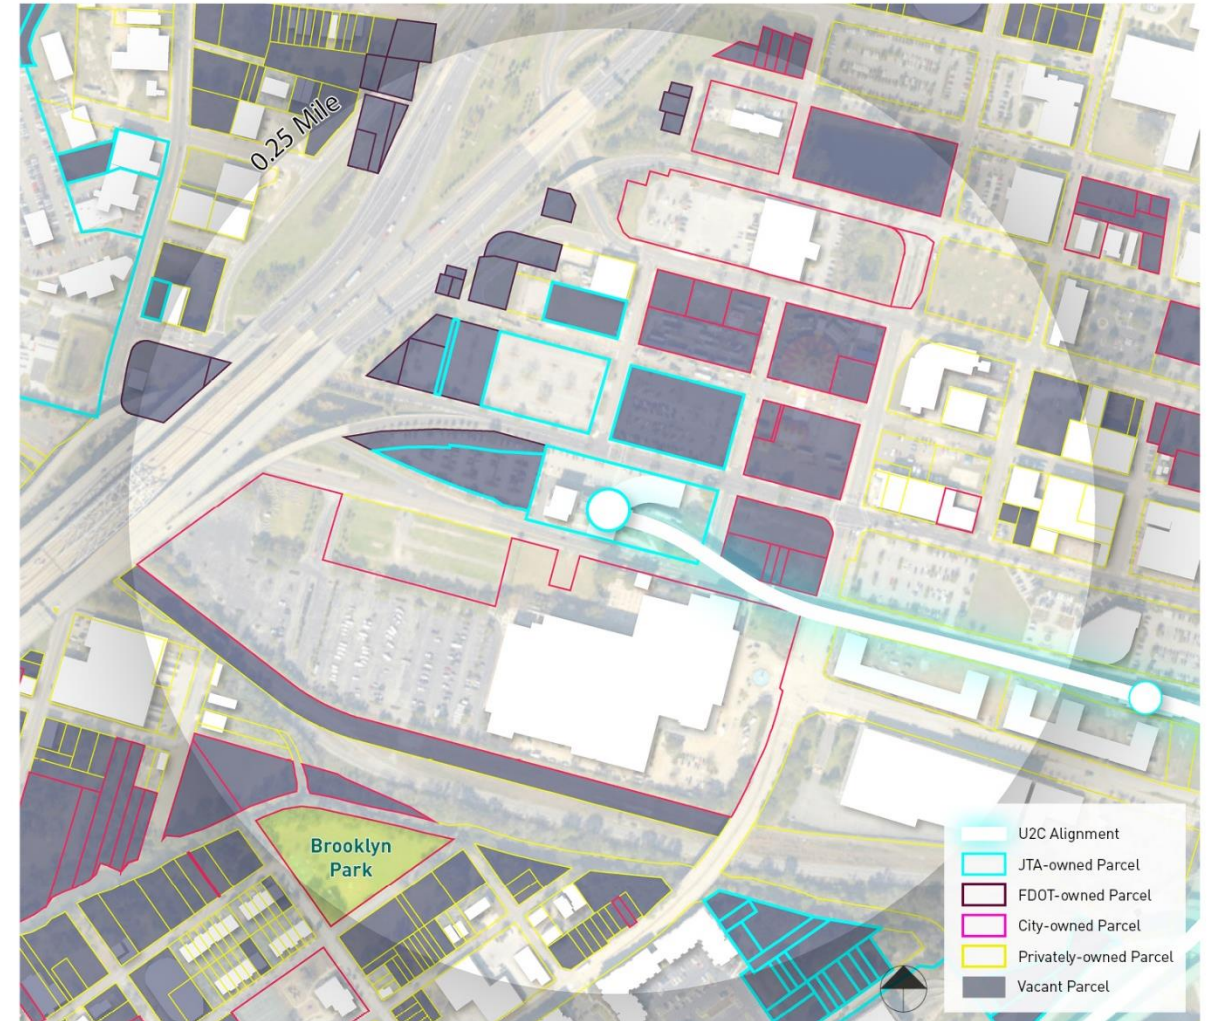 0.25 Mile
Brooklyn
Park
U2C Alignment
JTA-owned Parcel
FDOT-owned Parcel
City-owned Parcel
Privately-owned Parcel
Vacant Parcel